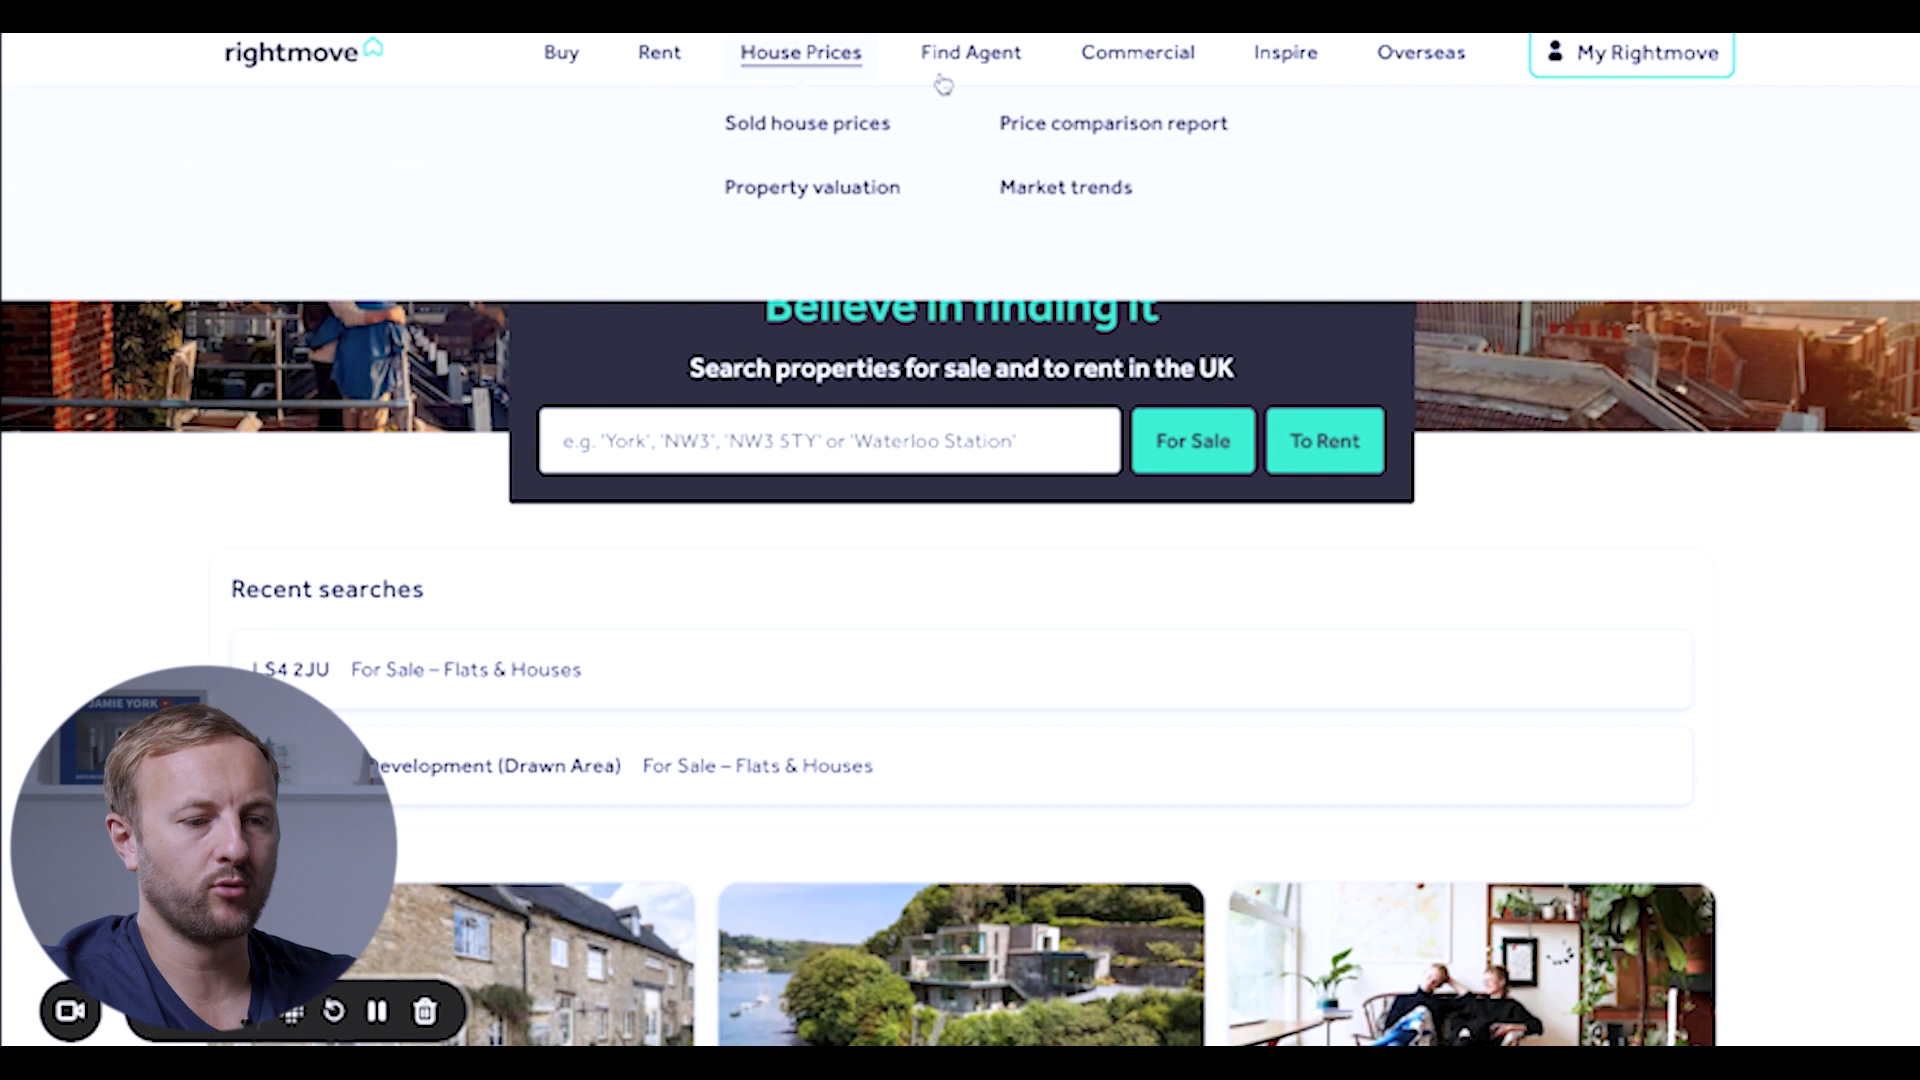 rightmove
Buy
Rent
House Prices
Find Agent
Commercial
Inspire
Overseas
My Rightmove
Sold house prices
Price comparison report
Property valuation
Market trends
Believe in finding it
Search properties for sale and to rent in the UK
e.g. 'York', 'NW3', 'NW3 5TY' or 'Waterloo Station'
For Sale
To Rent
Recent searches
LS4 2JU For Sale – Flats & Houses
evelopment (Drawn Area) For Sale – Flats & Houses
JAMIE YORK